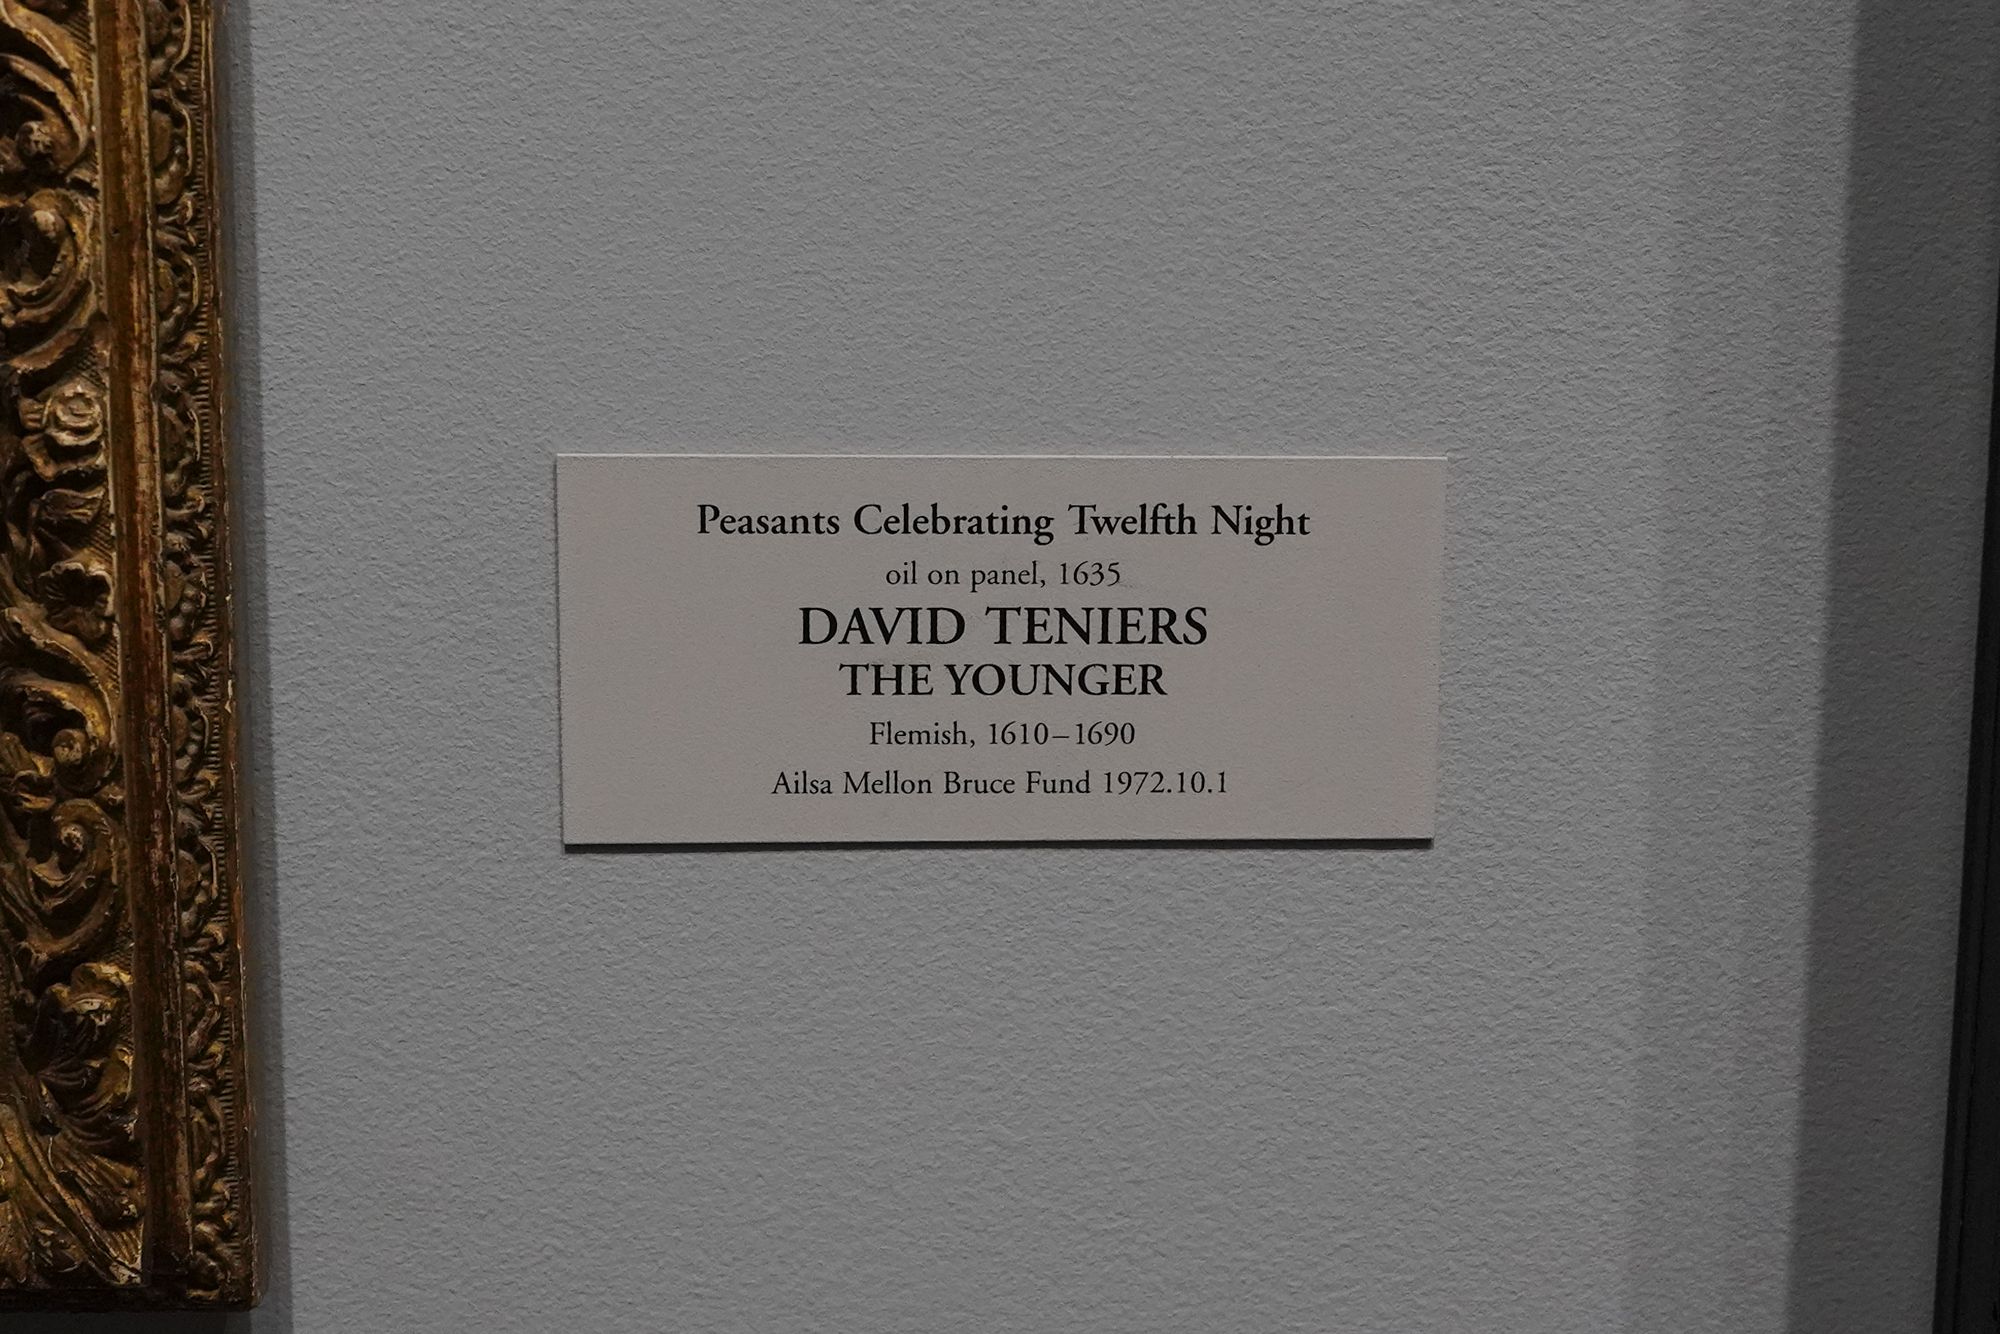 Peasants Celebrating Twelfth Night
oil on panel, 1635
DAVID TENIERS
THE YOUNGER
Flemish, 1610–1690
Ailsa Mellon Bruce Fund 1972.10.1